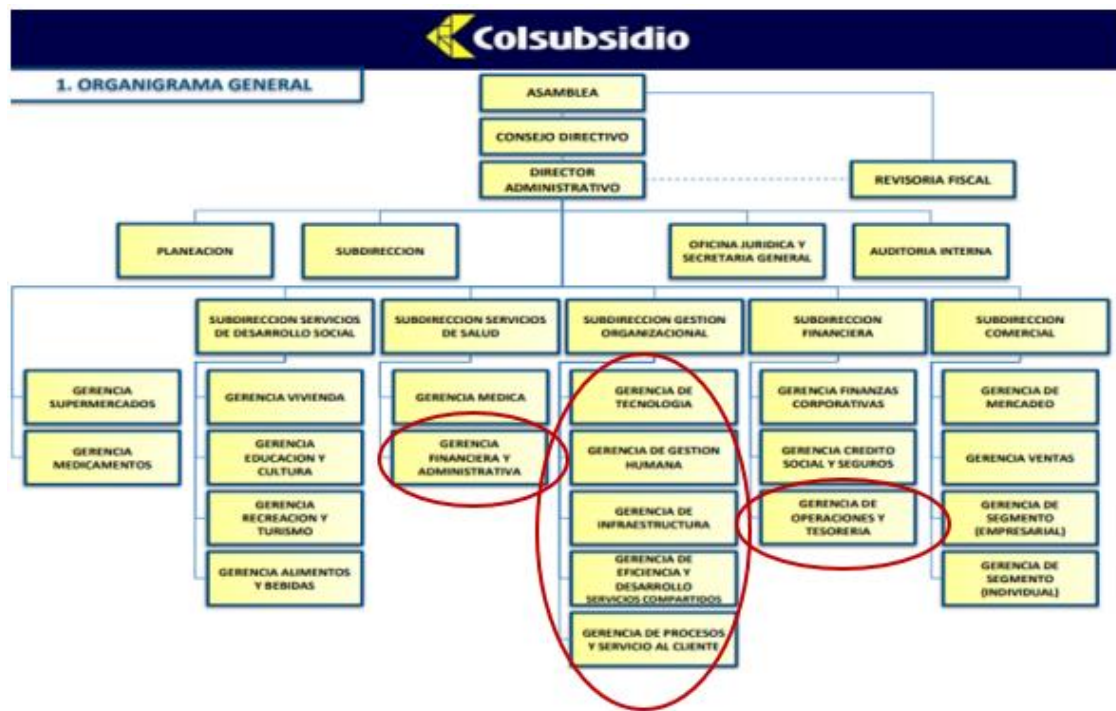 Colsubsidio
1. ORGANIGRAMA GENERAL
ASAMBLEA
CONSEJO DIRECTIVO
DIRECTOR
ADMINISTRATIVO
REVISORIA FISCAL
PLANEACION
SUBDIRECCION
OFICINA JURIDICA Y
SECRETARIA GENERAL
AUDITORIA INTERNA
SUBDIRECCION SERVICIOS
DE DESARROLLO SOCIAL
SUBDIRECCION SERVICIOS
DE SALUD
SUBDIRECCION GESTION
ORGANIZACIONAL
SUBDIRECCION
FINANCIERA
SUBDIRECCION
COMERCIAL
GERENCIA
SUPERMERCADOS
GERENCIA VIVIENDA
GERENCIA MEDICA
GERENCIA DE
TECNOLOGIA
GERENCIA FINANZAS
CORPORATIVAS
GERENCIA DE
MERCADEO
GERENCIA
MEDICAMENTOS
GERENCIA
EDUCACION Y
CULTURA
GERENCIA
FINANCIERA Y
ADMINISTRATIVA
GERENCIA DE GESTION
HUMANA
GERENCIA CREDITO
SOCIAL Y SEGUROS
GERENCIA VENTAS
GERENCIA
RECREACION Y
TURISMO
GERENCIA DE
INFRAESTRUCTURA
GERENCIA DE
OPERACIONES Y
TESORERIA
GERENCIA DE
SEGMENTO
(EMPRESARIAL)
GERENCIA ALIMENTOS
Y BEBIDAS
GERENCIA DE
EFICIENCIA Y
DESARROLLO
SERVICIOS COMPARTIDOS
GERENCIA DE
SEGMENTO
(INDIVIDUAL)
GERENCIA DE PROCESOS
Y SERVICIO AL CLIENTE